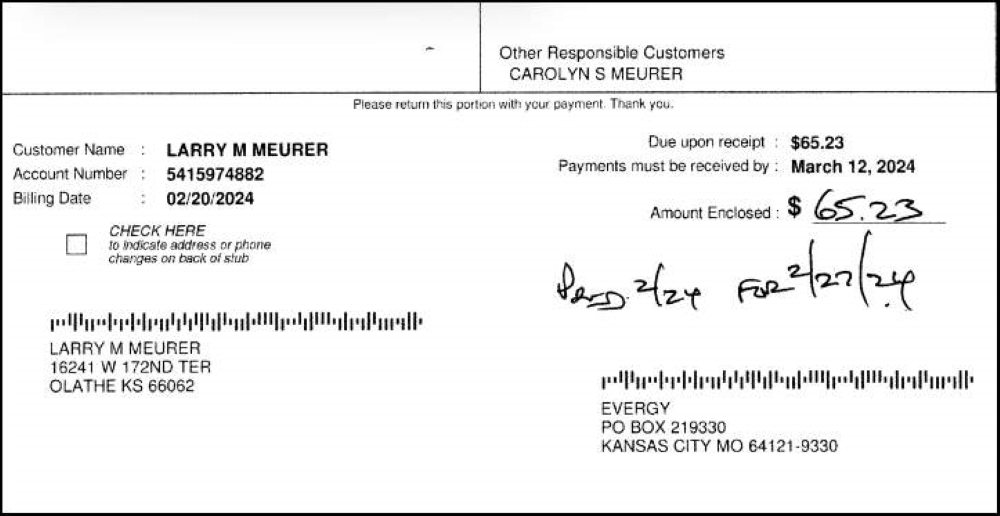 Other Responsible Customers
CAROLYN S MEURER
Please return this portion with your payment. Thank you.
Customer Name : LARRY M MEURER
Account Number : 5415974882
Billing Date : 02/20/2024
CHECK HERE
to indicate address or phone
changes on back of stub
Due upon receipt : $65.23
Payments must be received by : March 12, 2024
Amount Enclosed : $ 65.23
2/24 FOR 2/27/24
LARRY M MEURER
16241 W 172ND TER
OLATHE KS 66062
EVERGY
PO BOX 219330
KANSAS CITY MO 64121-9330